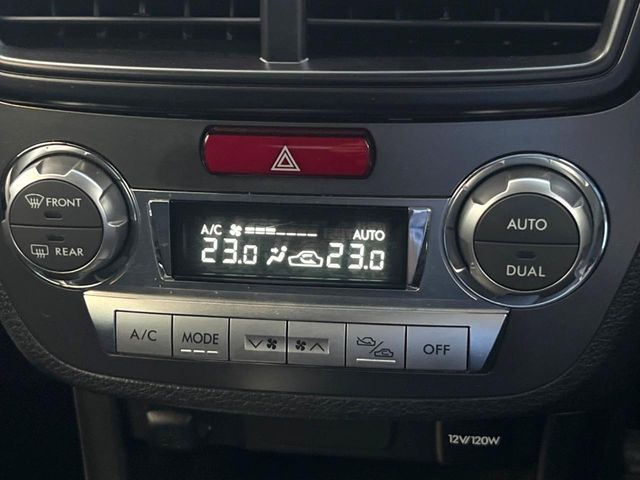 FRONT
REAR
A/C AUTO
23.0 23.0
AUTO
DUAL
A/C MODE OFF
12V/120W